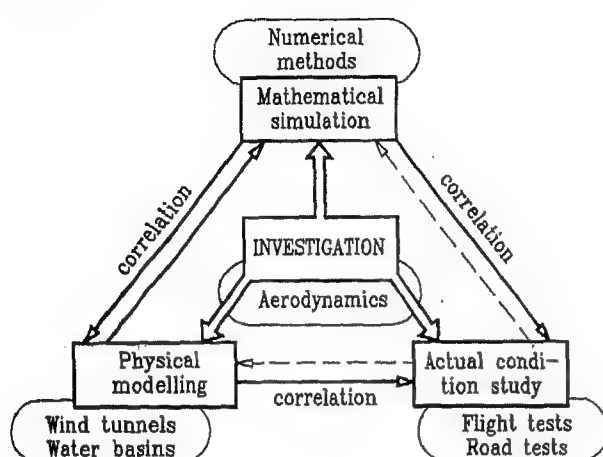 Numerical
methods
Mathematical
simulation
correlation
correlation
INVESTIGATION
Aerodynamics
Physical
modelling
Actual condi-
tion study
correlation
Wind tunnels
Water basins
Flight tests
Road tests